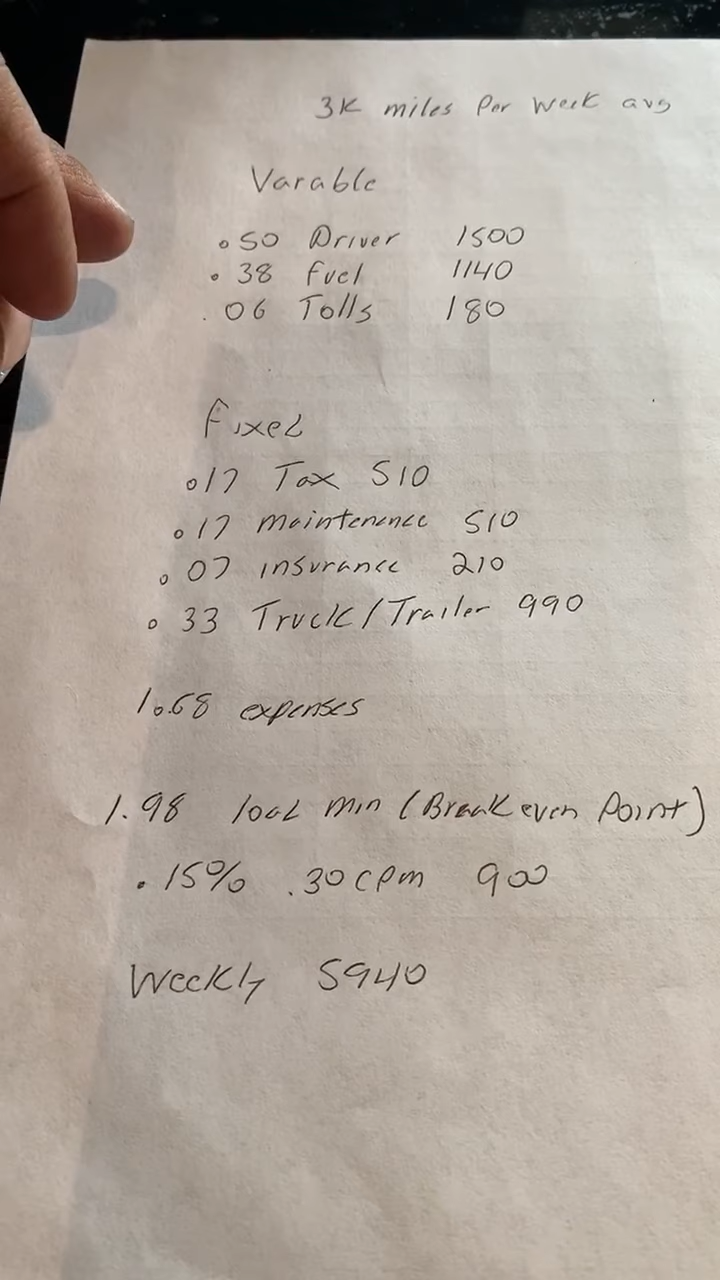 3K miles Per Week avg
Varable
.50 Driver 1500
.38 Fuel 1140
.06 Tolls 180
Fixed
.17 Tax 510
.17 maintenence 510
.07 insurance 210
.33 Truck/Trailer 990
1.68 expenses
1.98 load min (Break even Point)
.15% .30 cpm 900
Weekly 5940